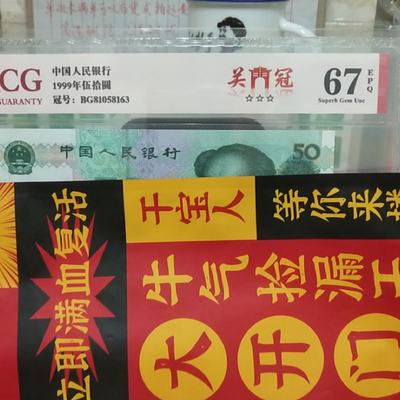 CG
GUARANTY
中国人民银行
1999年伍拾圆
冠号: BG81058163
关门冠
☆☆☆
67
EPQ
Superb Gem Unc
中国人民银行
50
立即满血复活
千宝人
等你来
牛气捡漏王
大开门